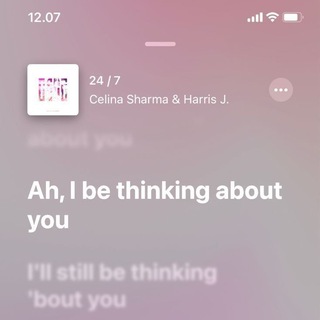 12.07
24 / 7
Celina Sharma & Harris J.
about you
Ah, I be thinking about
you
I'll still be thinking
'bout you